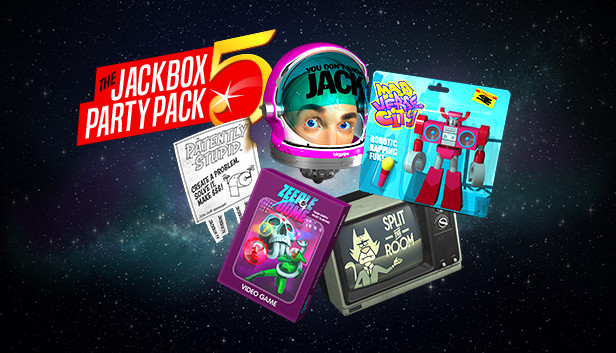 THE
JACKBOX
PARTY PACK
5
YOU DON'T KNOW
JACK
MAD
VERSE
CITY
ROBOTIC
RAPPING
FUN!
PATENTLY
STUPID
CREATE A PROBLEM.
SOLVE IT.
MAKE $$$!
ZEEPLE
DOME
VIDEO GAME
SPLIT
THE
ROOM